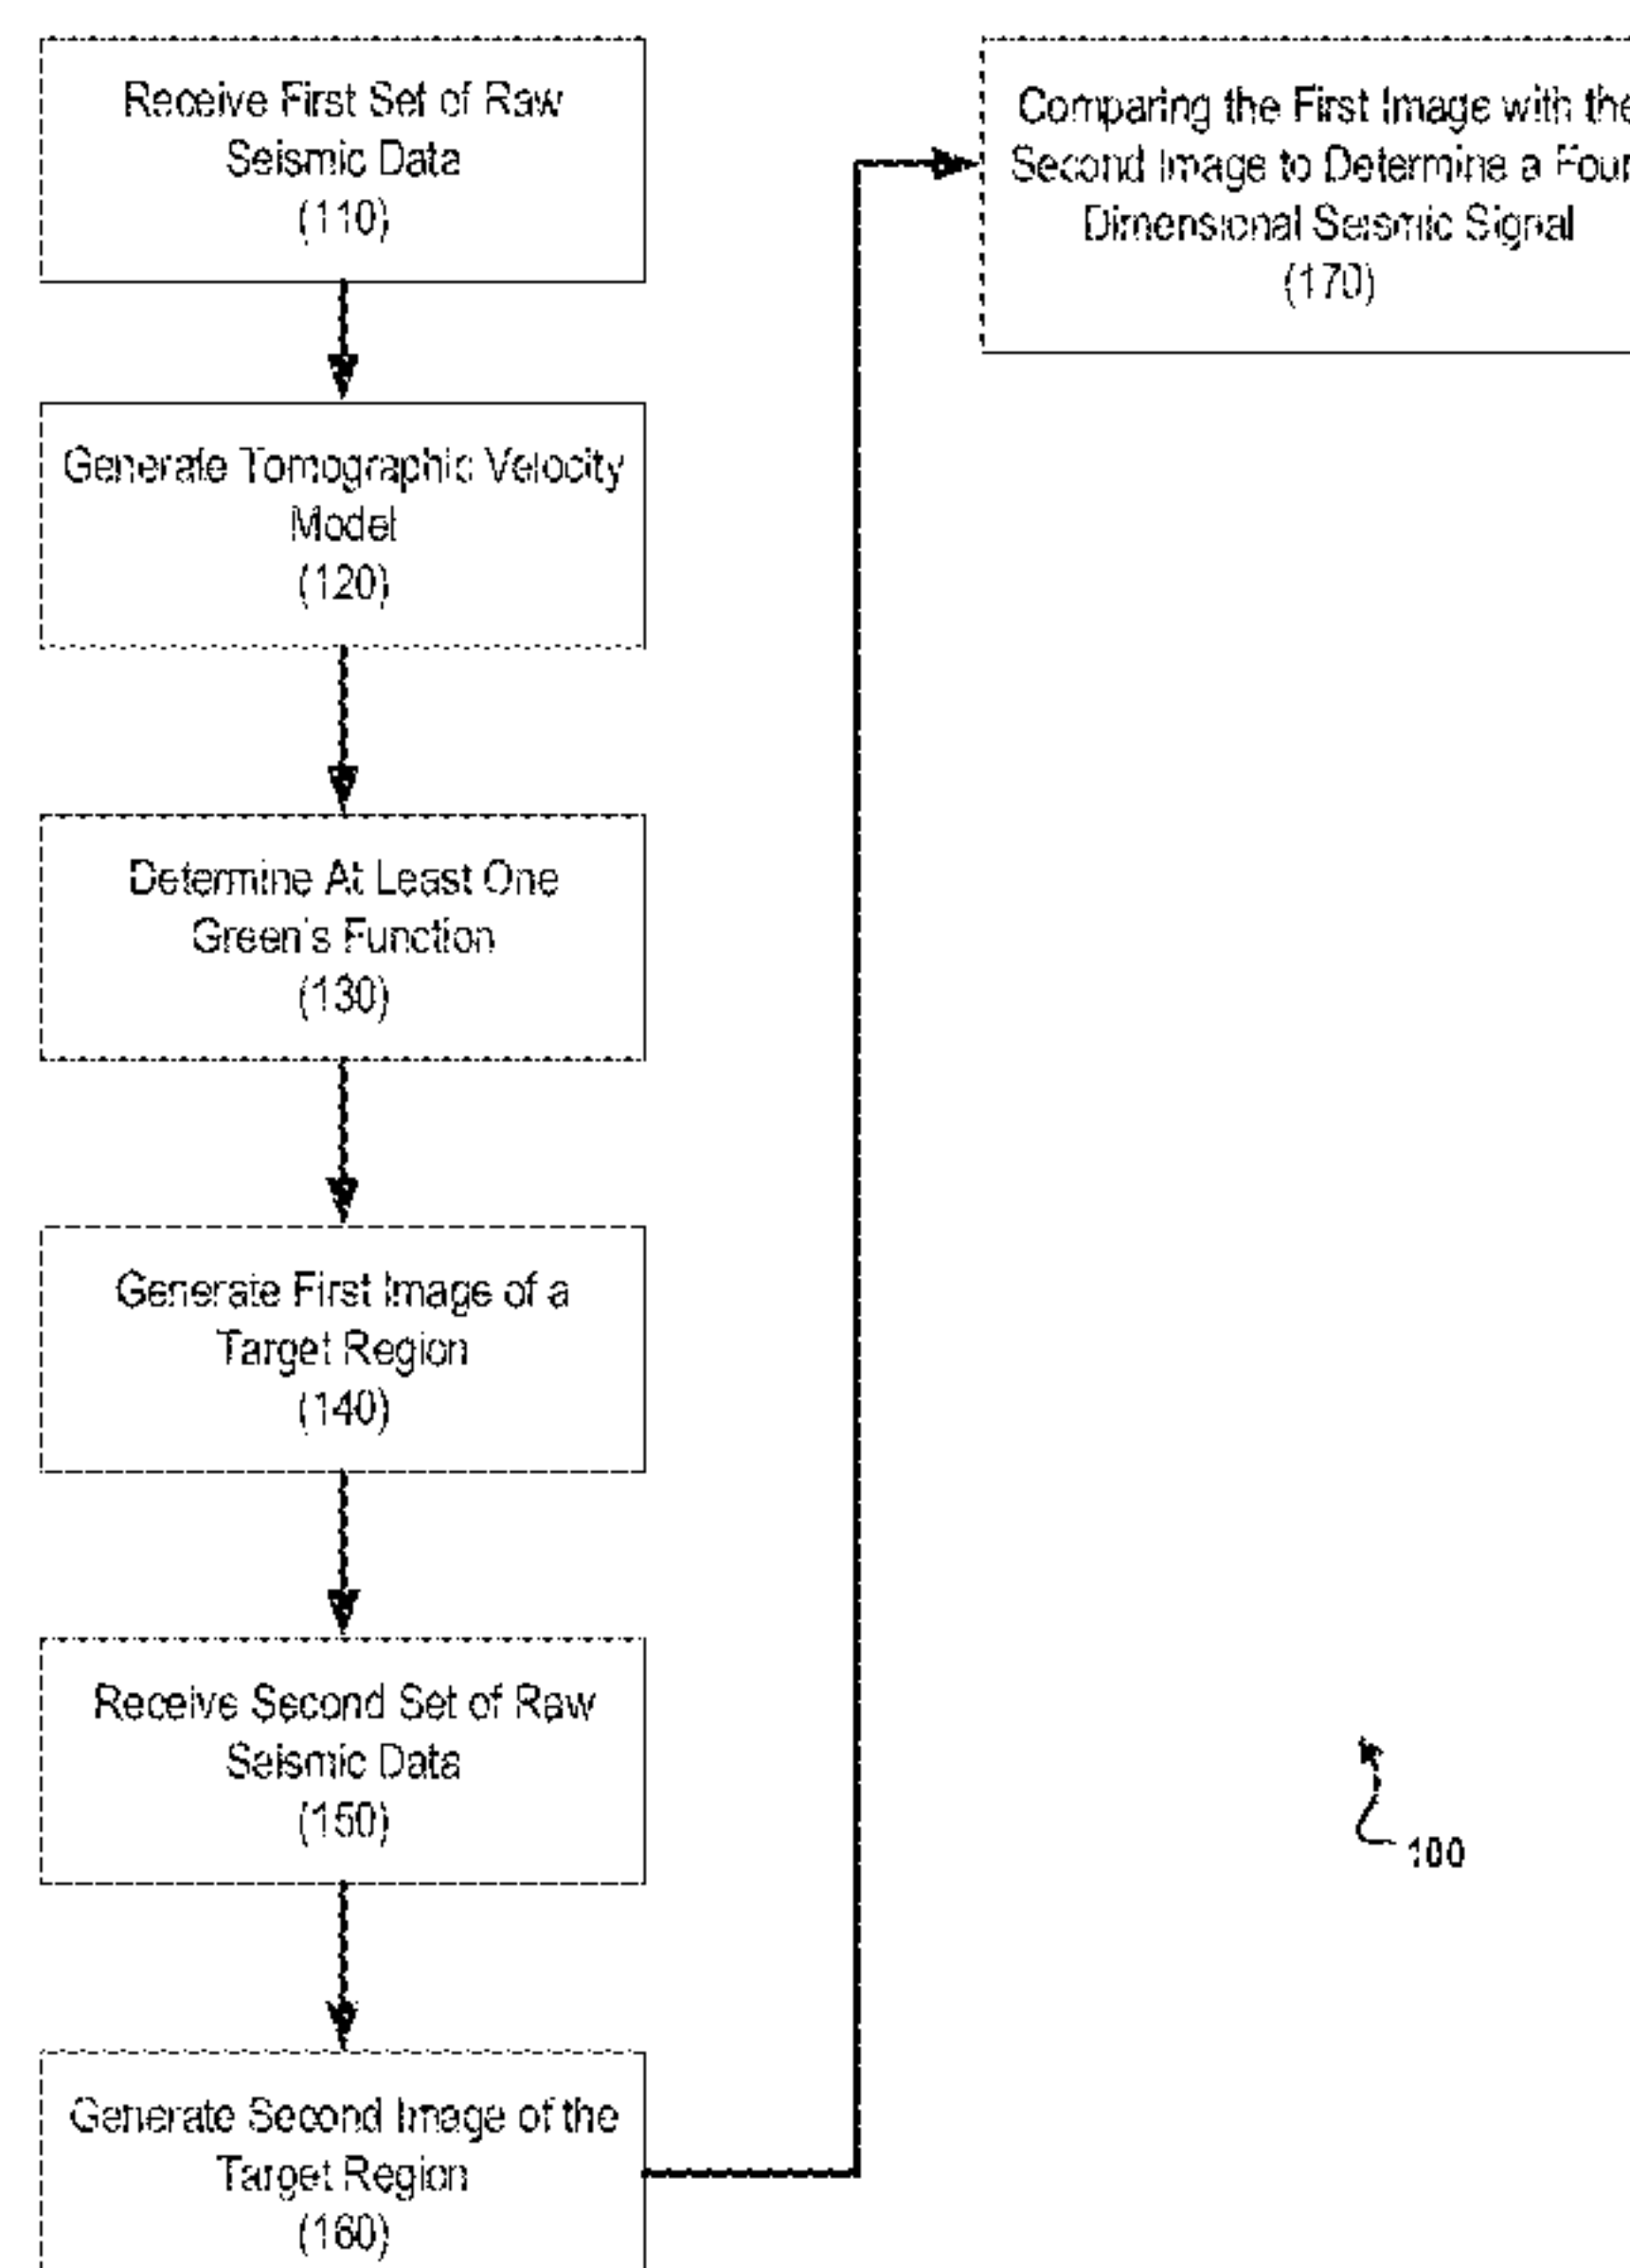 Receive First Set of Raw
Seismic Data
(110)
Generate Tomographic Velocity
Model
(120)
Determine At Least One
Green's Function
(130)
Generate First Image of a
Target Region
(140)
Receive Second Set of Raw
Seismic Data
(150)
Generate Second Image of the
Target Region
(160)
Comparing the First Image with the
Second Image to Determine a Four
Dimensional Seismic Signal
(170)
100